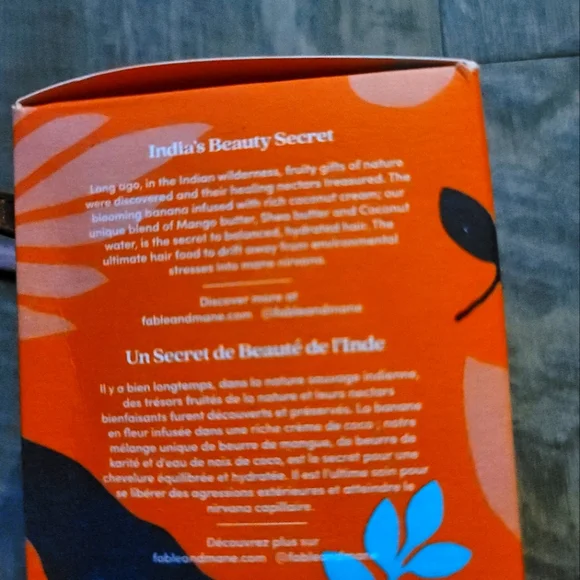 India's Beauty Secret
Long ago, in the Indian wilderness, fruity gifts of nature
were discovered and their healing nectars treasured. The
blooming banana infused with rich coconut cream; our
unique blend of Mango butter, Shea butter and Coconut
water, is the secret to balanced, hydrated hair. The
ultimate hair food to drift away from environmental
stresses into mane nirvana.
Discover more at
fableandmane.com @fableandmane
Un Secret de Beauté de l'Inde
Il y a bien longtemps, dans la nature sauvage indienne,
des trésors fruités de la nature et leurs nectars
bienfaisants furent découverts et préservés. La banane
en fleur infusée dans une riche crème de coco ; notre
mélange unique de beurre de mangue, de beurre de
karité et d'eau de noix de coco, est le secret pour une
chevelure équilibrée et hydratée. Il est l'ultime soin pour
se libérer des agressions extérieures et atteindre le
nirvana capillaire.
Découvrez plus sur
fableandmane.com @fableandmane